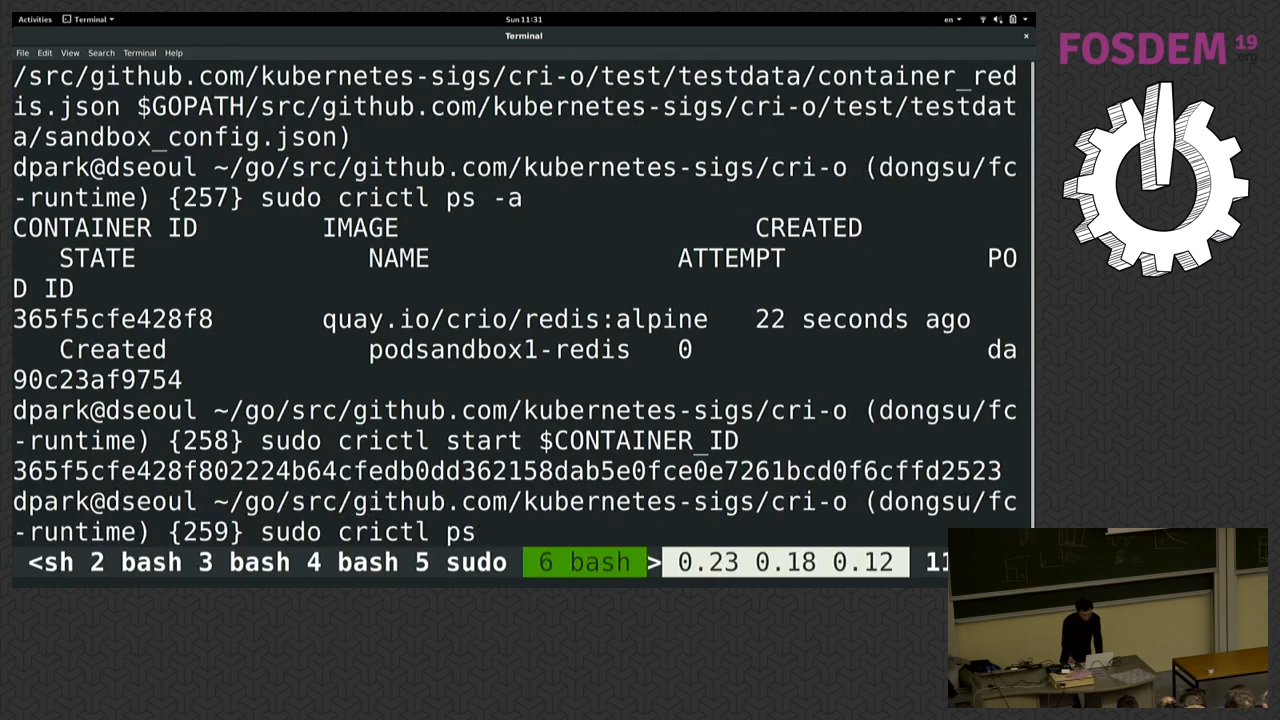 Activities Terminal Sun 11:31 en
Terminal ×
File Edit View Search Terminal Help
/src/github.com/kubernetes-sigs/cri-o/test/testdata/container_red
is.json $GOPATH/src/github.com/kubernetes-sigs/cri-o/test/testdat
a/sandbox_config.json)
dpark@dseoul ~/go/src/github.com/kubernetes-sigs/cri-o (dongsu/fc
-runtime) {257} sudo crictl ps -a
CONTAINER ID IMAGE CREATED
STATE NAME ATTEMPT PO
D ID
365f5cfe428f8 quay.io/crio/redis:alpine 22 seconds ago
Created podsandbox1-redis 0 da
90c23af9754
dpark@dseoul ~/go/src/github.com/kubernetes-sigs/cri-o (dongsu/fc
-runtime) {258} sudo crictl start $CONTAINER_ID
365f5cfe428f802224b64cfedb0dd362158dab5e0fce0e7261bcd0f6cffd2523
dpark@dseoul ~/go/src/github.com/kubernetes-sigs/cri-o (dongsu/fc
-runtime) {259} sudo crictl ps
<sh 2 bash 3 bash 4 bash 5 sudo 6 bash > 0.23 0.18 0.12 11
FOSDEM 19
.org